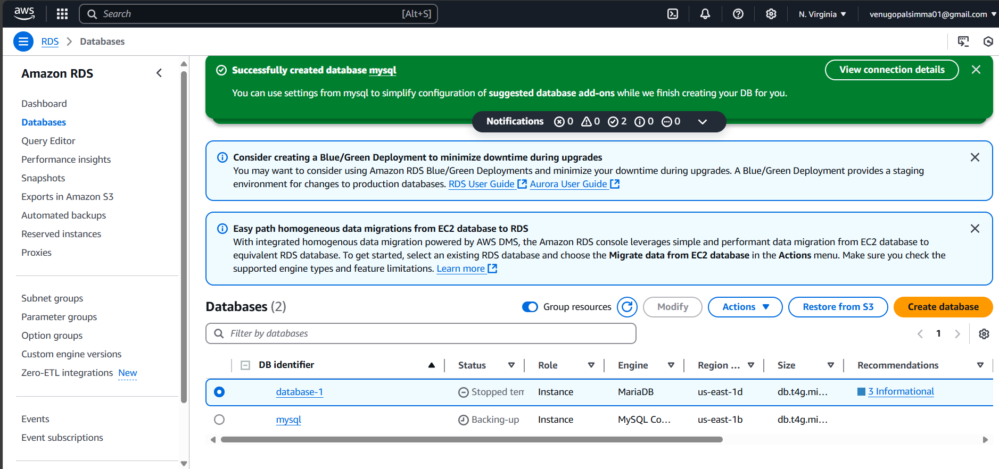 aws
Search
[Alt+S]
N. Virginia
venugopalsimma01@gmail.com
RDS
Databases
Amazon RDS
Dashboard
Databases
Query Editor
Performance insights
Snapshots
Exports in Amazon S3
Automated backups
Reserved instances
Proxies
Subnet groups
Parameter groups
Option groups
Custom engine versions
Zero-ETL integrations New
Events
Event subscriptions
Successfully created database mysql
View connection details
You can use settings from mysql to simplify configuration of suggested database add-ons while we finish creating your DB for you.
Notifications 0 0 2 0 0
Consider creating a Blue/Green Deployment to minimize downtime during upgrades
You may want to consider using Amazon RDS Blue/Green Deployments and minimize your downtime during upgrades. A Blue/Green Deployment provides a staging
environment for changes to production databases. RDS User Guide Aurora User Guide
Easy path homogeneous data migrations from EC2 database to RDS
With integrated homogenous data migration powered by AWS DMS, the Amazon RDS console leverages simple and performant data migration from EC2 database to
equivalent RDS database. To get started, select an existing RDS database and choose the Migrate data from EC2 database in the Actions menu. Make sure you check the
supported engine types and feature limitations. Learn more
Databases (2)
Group resources
Modify
Actions
Restore from S3
Create database
Filter by databases
1
DB identifier Status Role Engine Region ... Size Recommendations
database-1 Stopped tem Instance MariaDB us-east-1d db.t4g.mi... 3 Informational
mysql Backing-up Instance MySQL Co... us-east-1b db.t4g.mi...